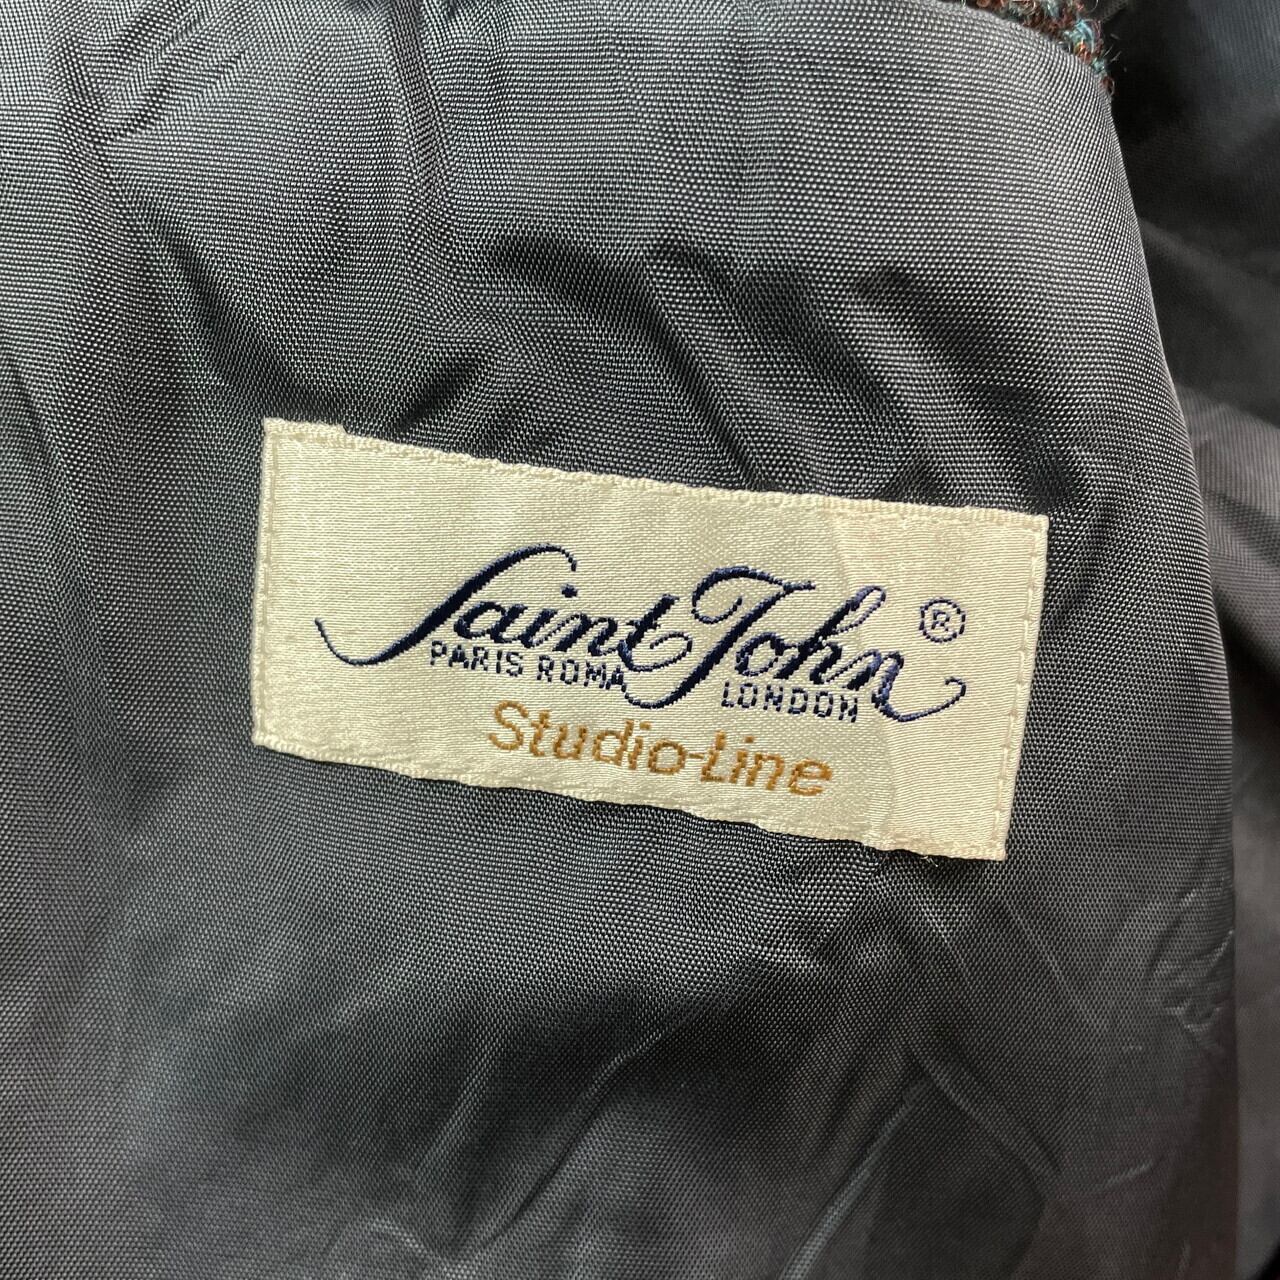 Saint John ®
PARIS ROMA LONDON
Studio-Line